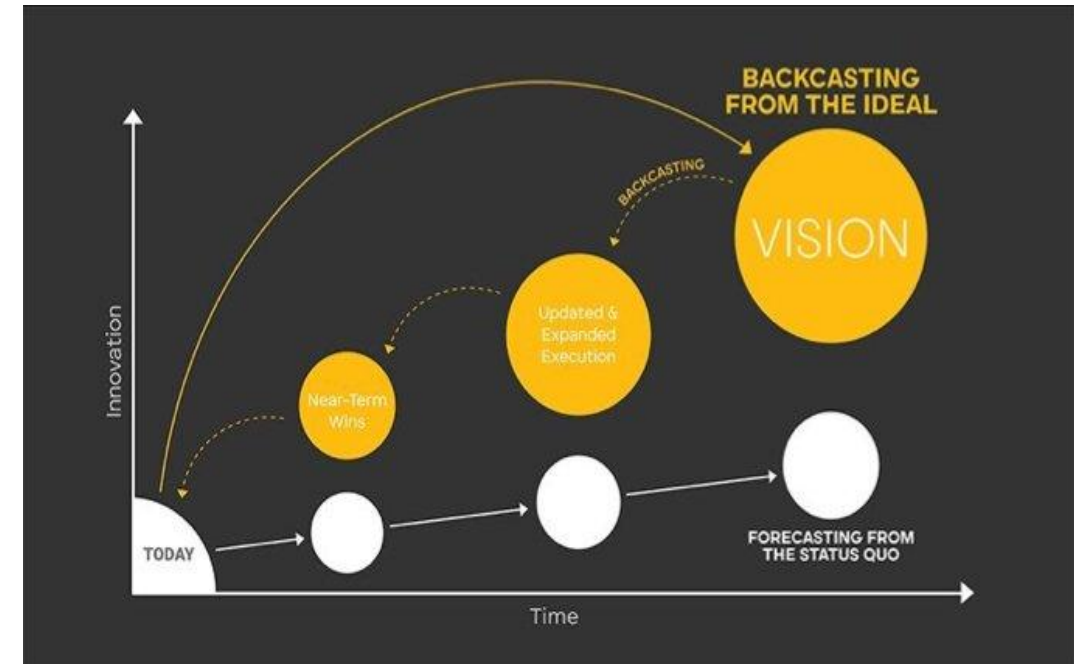 BACKCASTING
FROM THE IDEAL
BACKCASTING
VISION
Updated &
Expanded
Execution
Near-Term
Wins
Innovation
TODAY
FORECASTING FROM
THE STATUS QUO
Time